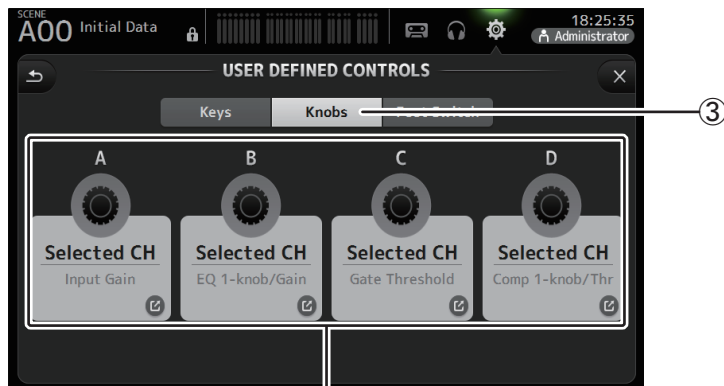 SCENE
A00 Initial Data
18:25:35
Administrator
USER DEFINED CONTROLS
Keys Knobs
③
A B C D
Selected CH Selected CH Selected CH Selected CH
Input Gain EQ 1-knob/Gain Gate Threshold Comp 1-knob/Thr